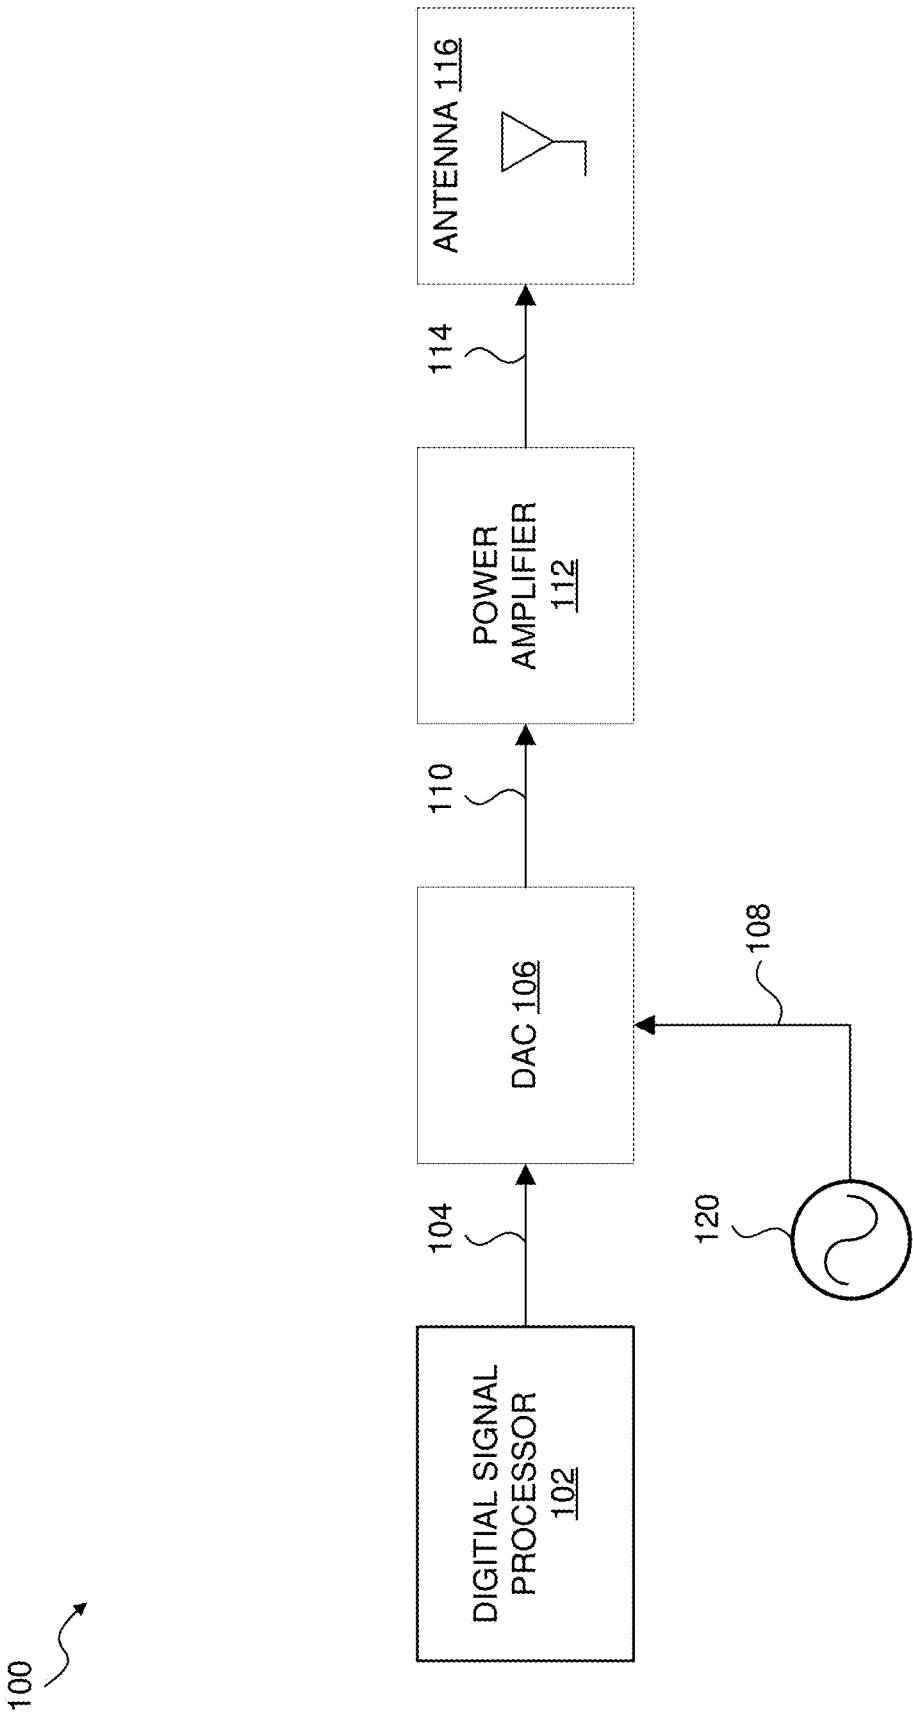 100
DIGITIAL SIGNAL
PROCESSOR
102
104
DAC 106
110
POWER
AMPLIFIER
112
114
ANTENNA 116
120
108